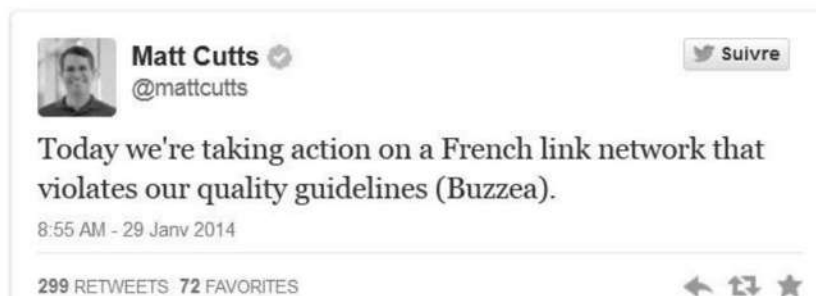 Matt Cutts
@mattcutts
Suivre
Today we're taking action on a French link network that
violates our quality guidelines (Buzzea).
8:55 AM - 29 Janv 2014
299 RETWEETS 72 FAVORITES